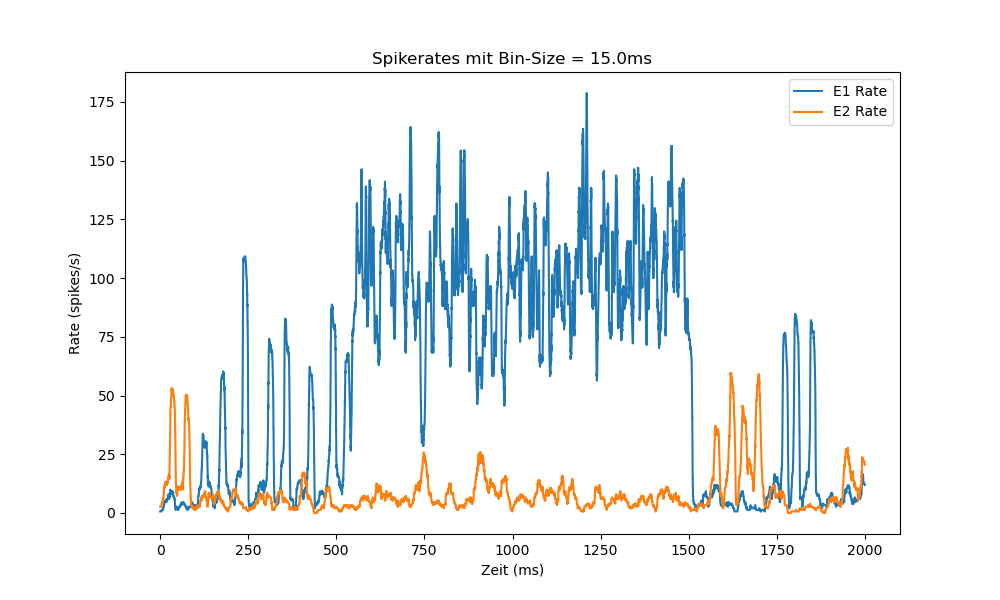 Spikerates mit Bin-Size = 15.0ms
E1 Rate
E2 Rate
175
150
125
100
75
50
25
0
Rate (spikes/s)
0 250 500 750 1000 1250 1500 1750 2000
Zeit (ms)